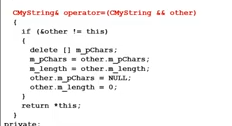 CMyString& operator=(CMyString && other)
{
if (&other != this)
{
delete [] m_pChars;
m_pChars = other.m_pChars;
m_length = other.m_length;
other.m_pChars = NULL;
other.m_length = 0;
}
return *this;
}
private: